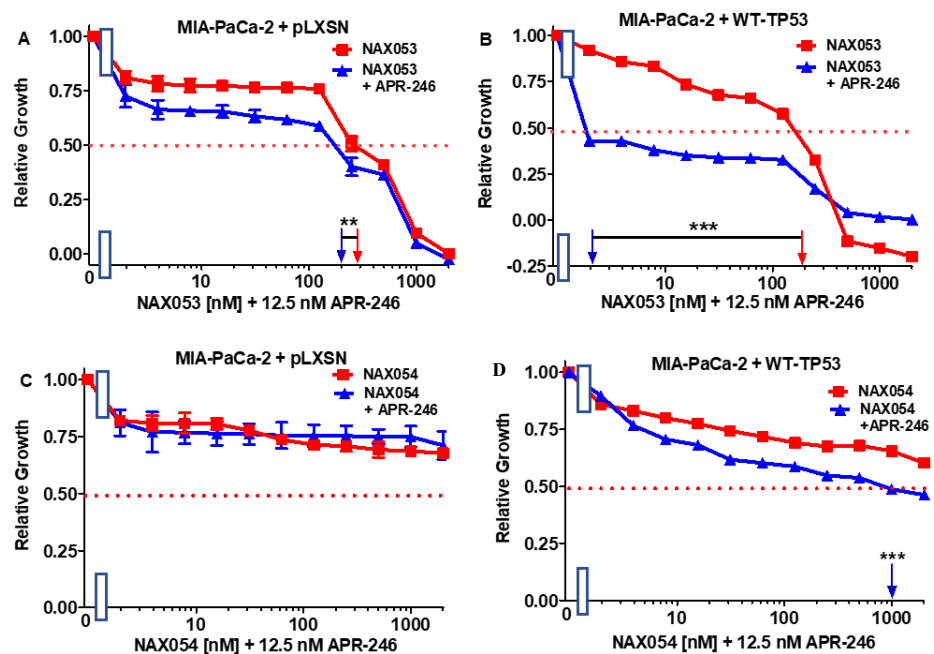 A
MIA-PaCa-2 + pLXSN
NAX053
NAX053
+ APR-246
Relative Growth
1.00
0.75
0.50
0.25
0.00
**
0
10
100
1000
NAX053 [nM] + 12.5 nM APR-246
B
MIA-PaCa-2 + WT-TP53
NAX053
NAX053
+ APR-246
Relative Growth
1.00
0.75
0.50
0.25
0.00
-0.25
***
0
10
100
1000
NAX053 [nM] + 12.5 nM APR-246
C
MIA-PaCa-2 + pLXSN
NAX054
NAX054
+ APR-246
Relative Growth
1.00
0.75
0.50
0.25
0.00
0
10
100
1000
NAX054 [nM] + 12.5 nM APR-246
D
MIA-PaCa-2 + WT-TP53
NAX054
NAX054
+APR-246
Relative Growth
1.00
0.75
0.50
0.25
0.00
***
0
10
100
1000
NAX054 [nM] + 12.5 nM APR-246